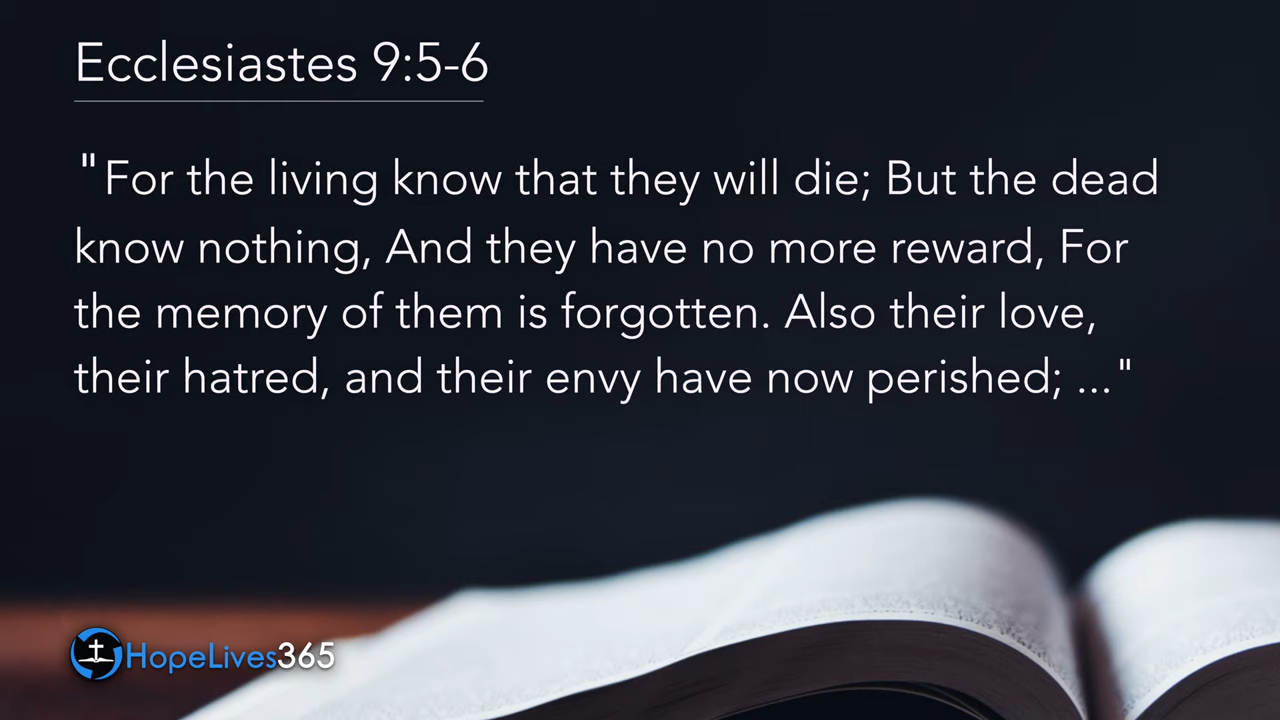 Ecclesiastes 9:5-6
"For the living know that they will die; But the dead
know nothing, And they have no more reward, For
the memory of them is forgotten. Also their love,
their hatred, and their envy have now perished; ..."
HopeLives365